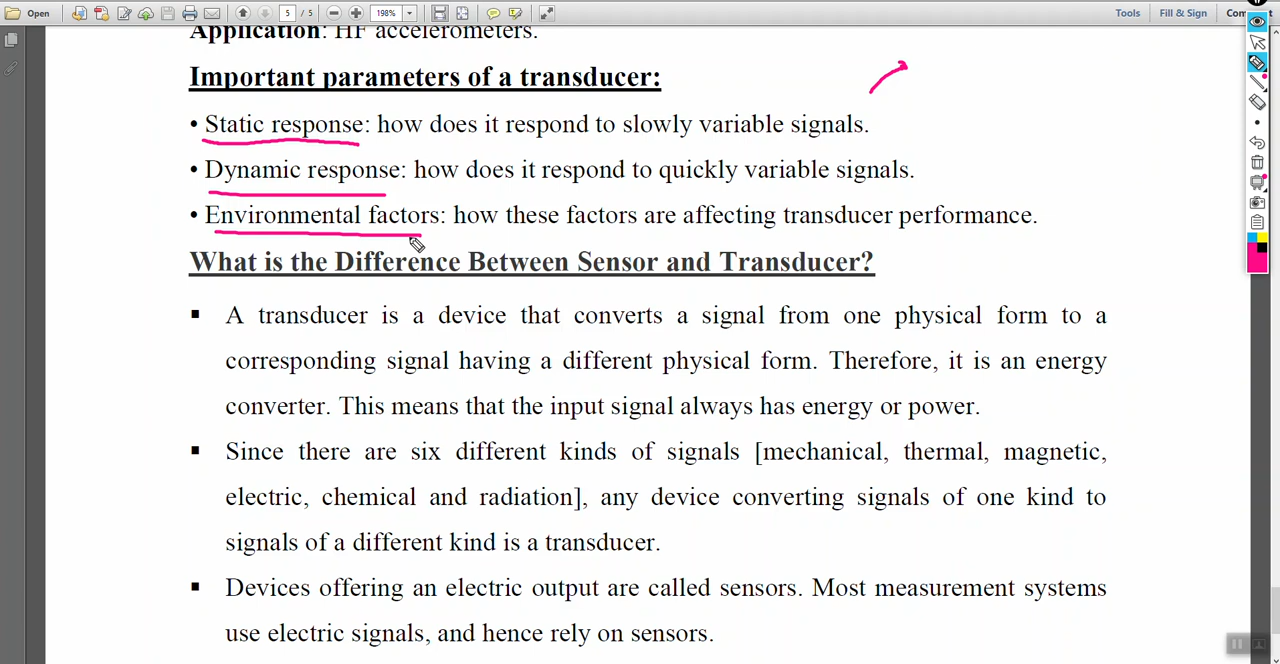 Open
5 / 5
198%
Tools
Fill & Sign
Application: HF accelerometers.
Important parameters of a transducer:
• Static response: how does it respond to slowly variable signals.
• Dynamic response: how does it respond to quickly variable signals.
• Environmental factors: how these factors are affecting transducer performance.
What is the Difference Between Sensor and Transducer?
▪ A transducer is a device that converts a signal from one physical form to a
corresponding signal having a different physical form. Therefore, it is an energy
converter. This means that the input signal always has energy or power.
▪ Since there are six different kinds of signals [mechanical, thermal, magnetic,
electric, chemical and radiation], any device converting signals of one kind to
signals of a different kind is a transducer.
▪ Devices offering an electric output are called sensors. Most measurement systems
use electric signals, and hence rely on sensors.